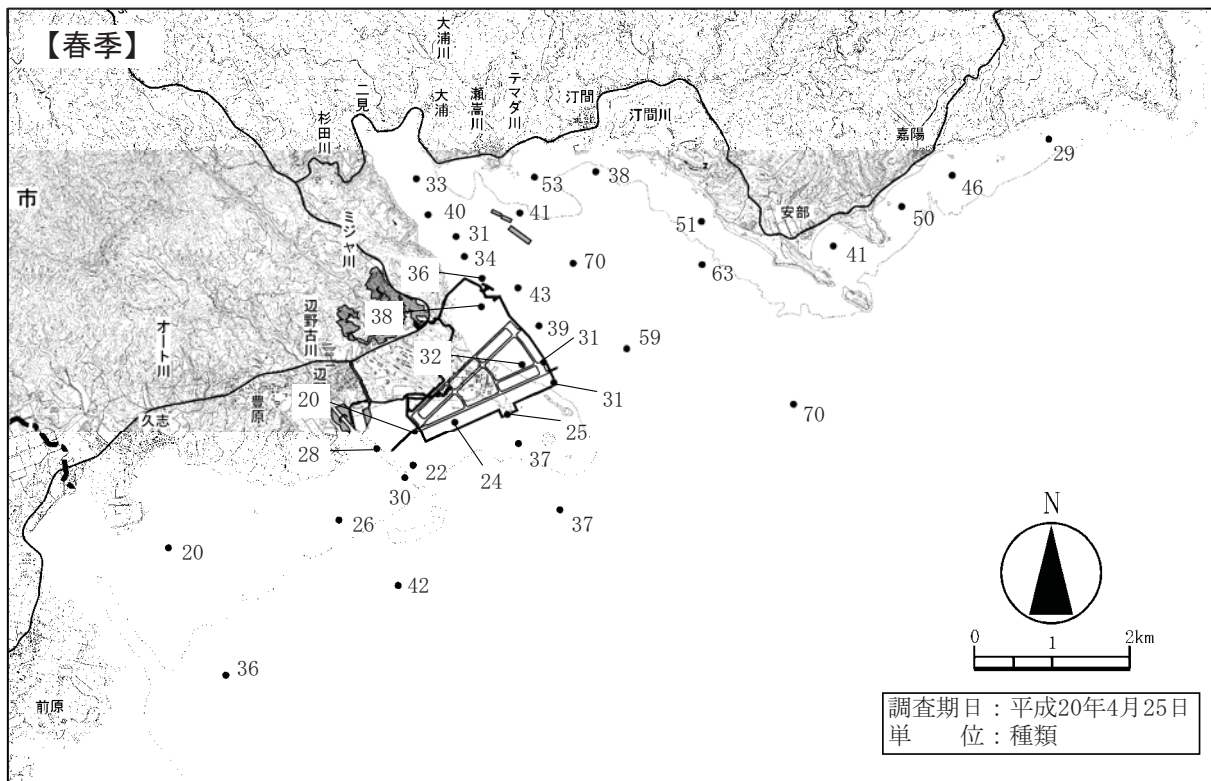 【春季】
大浦川
テマダ川
瀬嵩川
大浦
二見
杉田川
汀間
汀間川
嘉陽
安部
市
ミジャ川
辺野古川
オート川
豊原
久志
前原
29
46
50
41
53
38
33
40
41
31
34
51
63
70
36
43
38
39
31
32
59
31
70
20
25
28
22
24
37
30
26
37
20
42
36
N
0 1 2km
調査期日:平成20年4月25日
単 位:種類